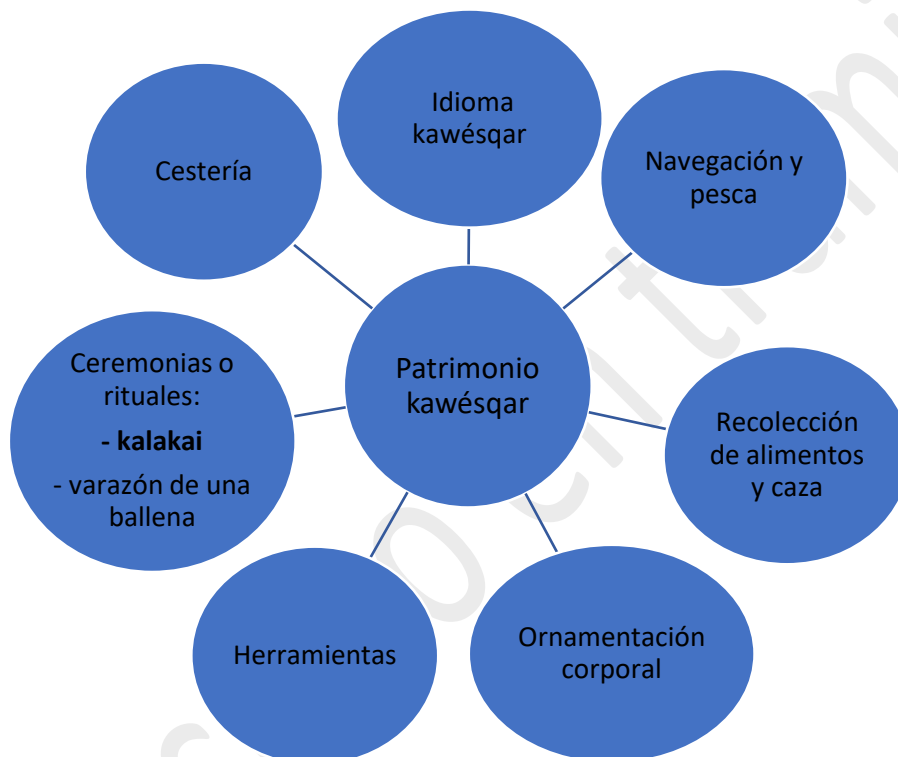 Idioma
kawésqar
Navegación y
pesca
Cestería
Patrimonio
kawésqar
Ceremonias o
rituales:
- kalakai
- varazón de una
ballena
Recolección
de alimentos
y caza
Herramientas
Ornamentación
corporal